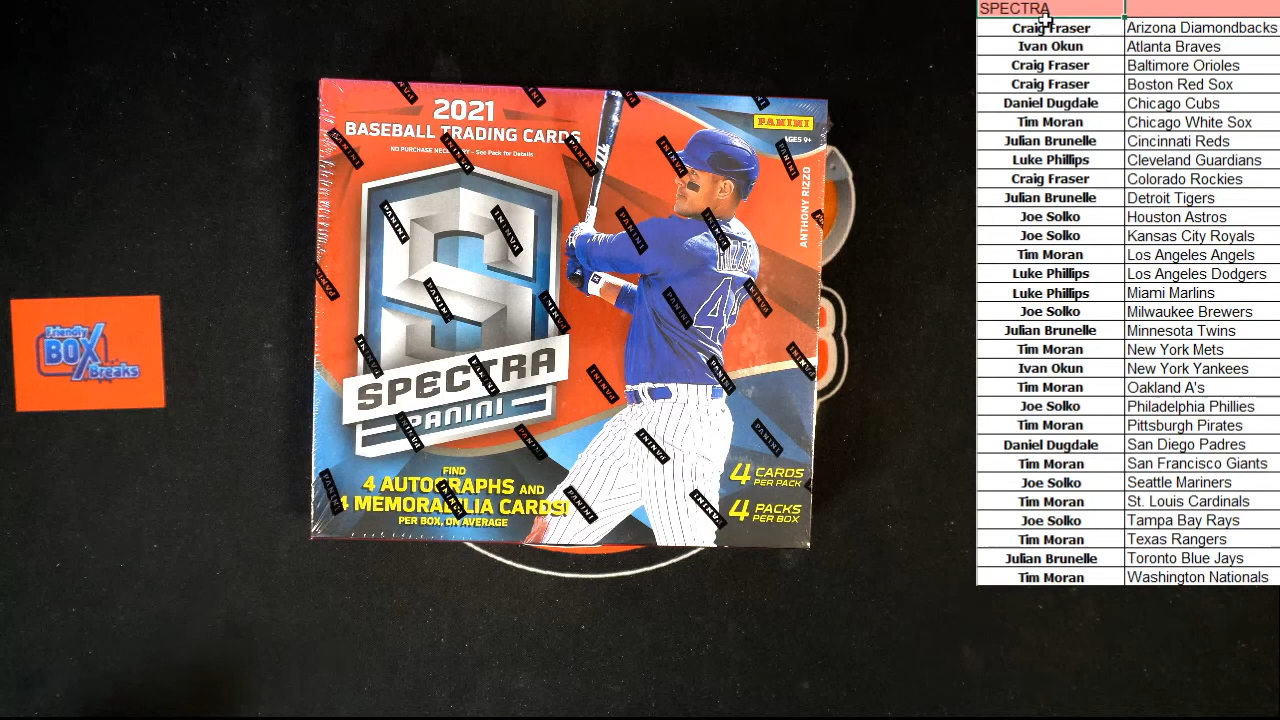 SPECTRA
Craig Fraser Arizona Diamondbacks
Ivan Okun Atlanta Braves
Craig Fraser Baltimore Orioles
Craig Fraser Boston Red Sox
Daniel Dugdale Chicago Cubs
Tim Moran Chicago White Sox
Julian Brunelle Cincinnati Reds
Luke Phillips Cleveland Guardians
Craig Fraser Colorado Rockies
Julian Brunelle Detroit Tigers
Joe Solko Houston Astros
Joe Solko Kansas City Royals
Tim Moran Los Angeles Angels
Luke Phillips Los Angeles Dodgers
Luke Phillips Miami Marlins
Joe Solko Milwaukee Brewers
Julian Brunelle Minnesota Twins
Tim Moran New York Mets
Ivan Okun New York Yankees
Tim Moran Oakland A's
Joe Solko Philadelphia Phillies
Tim Moran Pittsburgh Pirates
Daniel Dugdale San Diego Padres
Tim Moran San Francisco Giants
Joe Solko Seattle Mariners
Tim Moran St. Louis Cardinals
Joe Solko Tampa Bay Rays
Tim Moran Texas Rangers
Julian Brunelle Toronto Blue Jays
Tim Moran Washington Nationals
2021
BASEBALL TRADING CARDS
NO PURCHASE NECESSARY – See Pack for Details
PANINI
AGES 9+
ANTHONY RIZZO
SPECTRA
PANINI
FIND
4 AUTOGRAPHS AND
4 MEMORABILIA CARDS!
PER BOX, ON AVERAGE
4 CARDS
PER PACK
4 PACKS
PER BOX
Friendly
BOX
Breaks